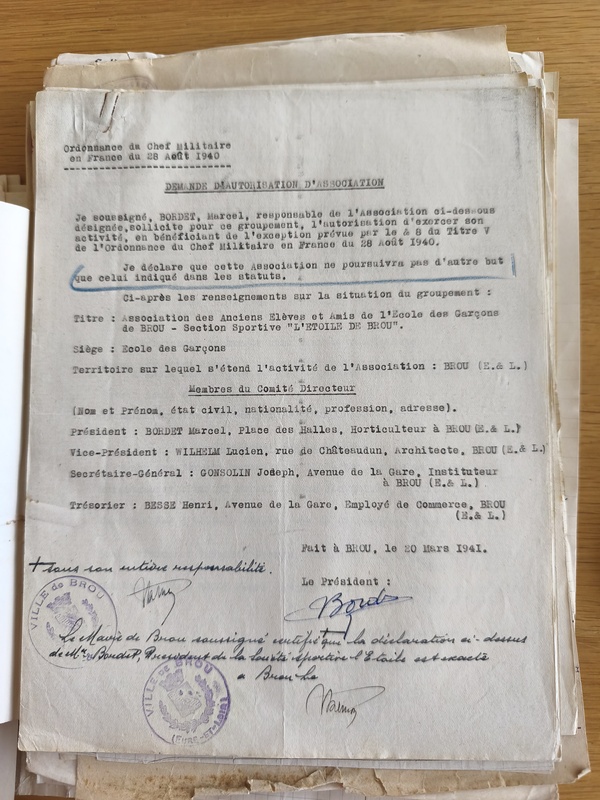 Ordonnance du Chef Militaire
en France du 28 Août 1940
DEMANDE D'AUTORISATION D'ASSOCIATION
Je soussigné, BORDET, Marcel, responsable de l'Association ci-dessous
désignée,sollicite pour ce groupement, l'autorisation d'exercer son
activité, en bénéficiant de l'exception prévue par le & 8 du Titre V
de l'Ordonnance du Chef Militaire en France du 28 Août 1940.
Je déclare que cette Association ne poursuivra pas d'autre but
que celui indiqué dans les statuts.
Ci-après les renseignements sur la situation du groupement :
Titre : Association des Anciens Elèves et Amis de l'Ecole des Garçons
de BROU - Section Sportive "L'ETOILE DE BROU".
Siège : Ecole des Garçons
Territoire sur lequel s'étend l'activité de l'Association : BROU (E.& L.)
Membres du Comité Directeur
(Nom et Prénom, état civil, nationalité, profession, adresse).
Président : BORDET Marcel, Place des Halles, Horticulteur à BROU(E.& L.)
Vice-Président : WILHELM Lucien, rue de Châteaudun, Architecte, BROU (E.& L.)
Secrétaire-Général : GONSOLIN Joseph, Avenue de la Gare, Instituteur
à BROU (E.& L.)
Trésorier : BESSE Henri, Avenue de la Gare, Employé de Commerce, BROU
(E.& L.)
Fait à BROU, le 20 Mars 1941.
+ sous son entière responsabilité.
Le Président :
VILLE de BROU
Le Maire de Brou soussigné certifie que la déclaration ci-dessus
de Mr Bordet, Président de la Société Sportive l'Etoile est exacte
à Brou le
VILLE DE BROU
(EURE-ET-LOIR)